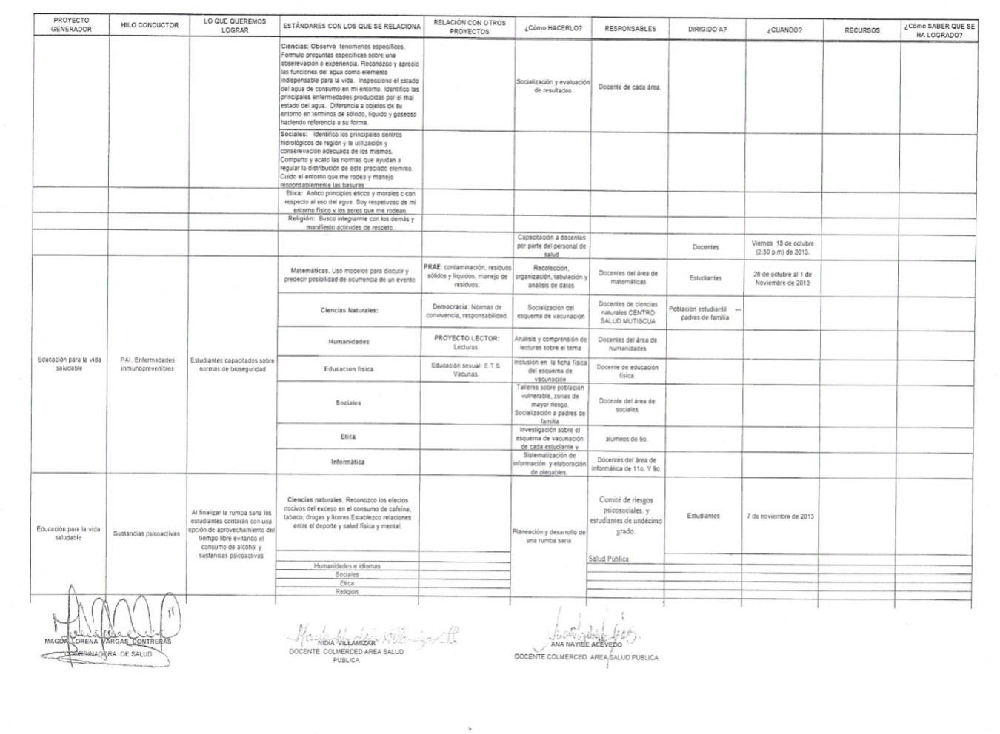 PROYECTO
GENERADOR
HILO CONDUCTOR
LO QUE QUEREMOS
LOGRAR
ESTÁNDARES CON LOS QUE SE RELACIONA
RELACIÓN CON OTROS
PROYECTOS
¿Cómo HACERLO?
RESPONSABLES
DIRIGIDO A?
¿CUANDO?
RECURSOS
¿Cómo SABER QUE SE
HA LOGRADO?
Ciencias: Observo fenomenos específicos.
Formulo preguntas específicas sobre una
obserevación o experiencia. Reconozco y aprecio
las funciones del agua como elemento
indispensable para la vida. Inspecciono el estado
del agua de consumo en mi entorno. Identifico las
principales enfermedades producidas por el mal
estado del agua. Diferencia a objetos de su
entorno en terminos de sólodo, líquido y gaseoso
haciendo referencia a su forma.
Socialización y evaluación
de resultados
Docente de cada área.
Sociales: Identifico los principales centros
hidrológicos de región y la utilización y
conserevación adecuada de los mismos.
Comparto y acato las normas que ayudan a
regular la distribución de este preciado elemnto.
Cuido el entorno que me rodea y manejo
responsablemente las basuras
Etica: Aplico principios éticos y morales c con
respecto al uso del agua. Soy respetuoso de mi
entorno físico y los seres que me rodean.
Religión: Busco integrarme con los demás y
manifiesto actitudes de respeto.
Capacitación a docentes
por parte del personal de
salud
Docentes
Viernes 18 de octubre
(2:30 p.m) de 2013.
Educación para la vida
saludable
PAI. Enfermedades
inmunoprevenibles
Estudiantes capacitados sobre
normas de bioseguridad
Matemáticas. Uso modelos para discutir y
predecir posibilidad de ocurrencia de un evento
PRAE: contaminación, residuos
sólidos y líquidos, manejo de
residuos.
Recolección,
organización, tabulación y
análisis de datos
Docentes del área de
matemáticas
Estudiantes
28 de octubre al 1 de
Noviembre de 2013
Ciencias Naturales:
Democracia: Normas de
convivencia, responsabilidad.
Socialización del
esquema de vacunación
Docentes de ciencias
naturales CENTRO
SALUD MUTISCUA
Poblacion estudiantil —
padres de familia
Humanidades
PROYECTO LECTOR:
Lecturas
Análisis y comprensión de
lecturas sobre el tema
Docentes del área de
humanidades
Educación física
Educación sexual: E.T.S.
Vacunas.
Inclusión en la ficha física
del esquema de
vacunación
Docente de educación
física
Sociales
Talleres sobre población
vulnerable, zonas de
mayor riesgo.
Socialización a padres de
familia
Docente del área de
sociales
Etica
Investigación sobre el
esquema de vacunación
de cada estudiante y
alumnos de 9o.
Informática
Sistematización de
información y elaboración
de plegables.
Docentes del área de
informática de 11o. Y 9o.
Educación para la vida
saludable
Sustancias psicoactivas
Al finalizar la rumba sana los
estudiantes contarán con una
opción de aprovechamiento del
tiempo libre evitando el
consumo de alcohol y
sustancias psicoactivas
Ciencias naturales. Reconozco los efectos
nocivos del exceso en el consumo de cafeína,
tabaco, drogas y licores.Establezco relaciones
entre el deporte y salud física y mental.
Planeación y desarrollo de
una rumba sana
Comité de riesgos
psicosociales. y
estudiantes de undécimo
grado.
Salud Pública
Estudiantes
7 de noviembre de 2013
Humanidades e idiomas
Sociales
Etica
Religión
MAGDA LORENA VARGAS CONTRERAS
COORDINADORA DE SALUD
NIDIA VILLAMIZAR
DOCENTE COLMERCED AREA SALUD
PUBLICA
ANA NAYIBE ACEVEDO
DOCENTE COLMERCED AREA SALUD PUBLICA